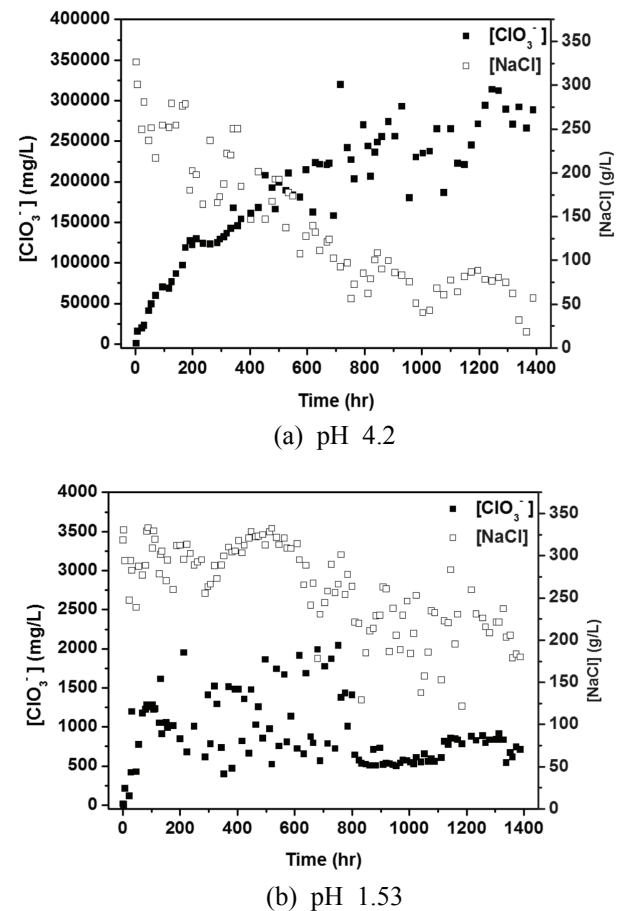 400000
350000
300000
250000
200000
150000
100000
50000
0
[ClO₃⁻] (mg/L)
[ClO₃⁻]
[NaCl]
350
300
250
200
150
100
50
0
[NaCl] (g/L)
0 200 400 600 800 1000 1200 1400
Time (hr)
(a) pH 4.2
4000
3500
3000
2500
2000
1500
1000
500
0
[ClO₃⁻] (mg/L)
[ClO₃⁻]
[NaCl]
350
300
250
200
150
100
50
0
[NaCl] (g/L)
0 200 400 600 800 1000 1200 1400
Time (hr)
(b) pH 1.53